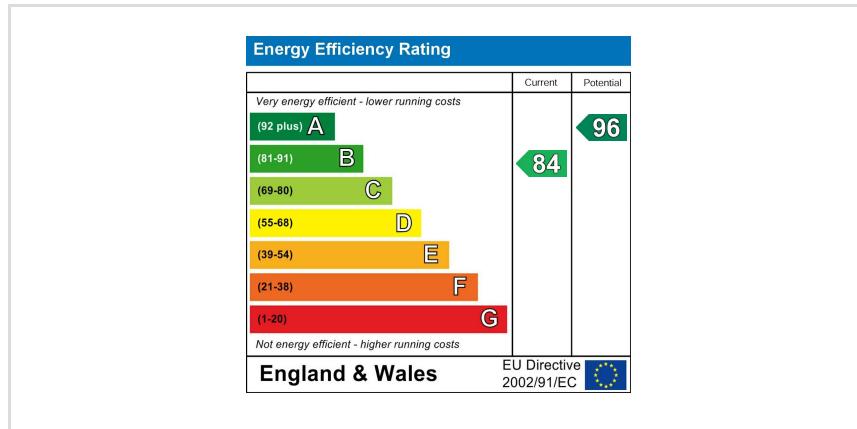 Energy Efficiency Rating
Current Potential
Very energy efficient - lower running costs
(92 plus) A
96
(81-91) B
84
(69-80) C
(55-68) D
(39-54) E
(21-38) F
(1-20) G
Not energy efficient - higher running costs
England & Wales
EU Directive
2002/91/EC